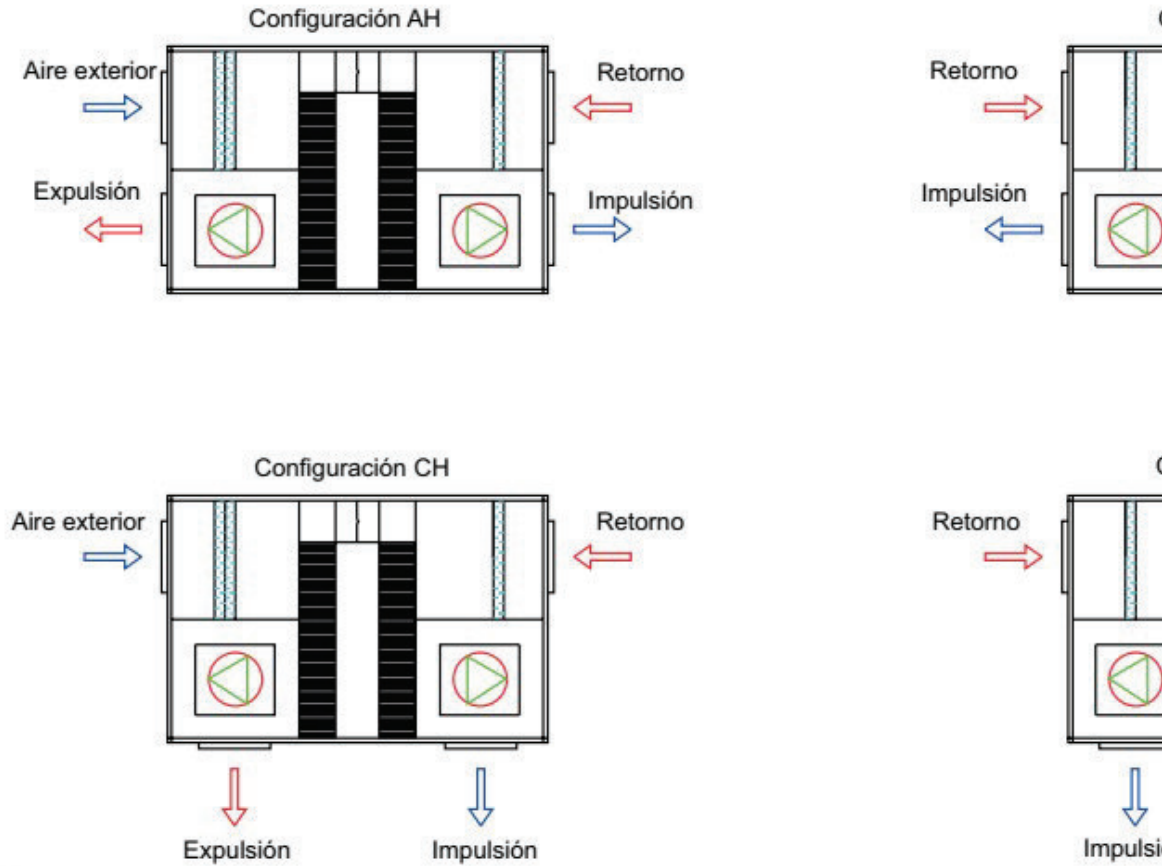 Configuración AH
Aire exterior
Retorno
Expulsión
Impulsión
Retorno
Impulsión
Configuración CH
Aire exterior
Retorno
Expulsión
Impulsión
Retorno